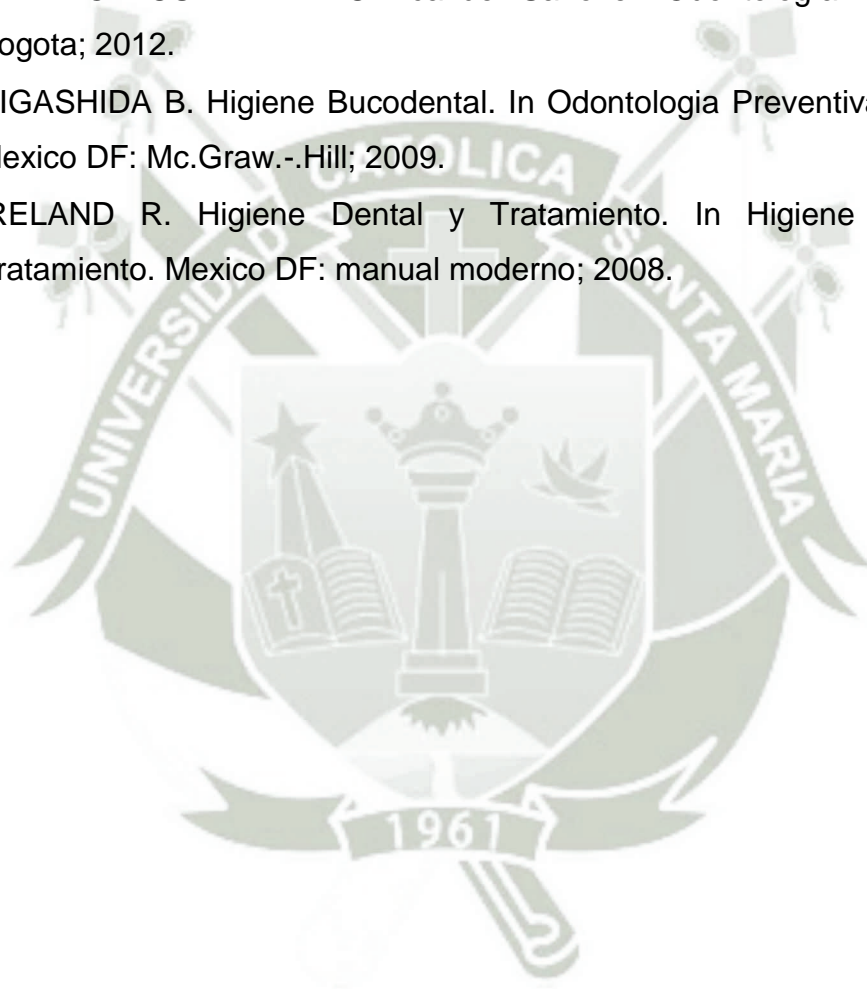 ogota; 2012.
IGASHIDA B. Higiene Bucodental. In Odontologia Preventiva
exico DF: Mc.Graw.-.Hill; 2009.
RELAND R. Higiene Dental y Tratamiento. In Higiene
ratamiento. Mexico DF: manual moderno; 2008.
UNIVERSIDAD CATOLICA SANTA MARIA
1961